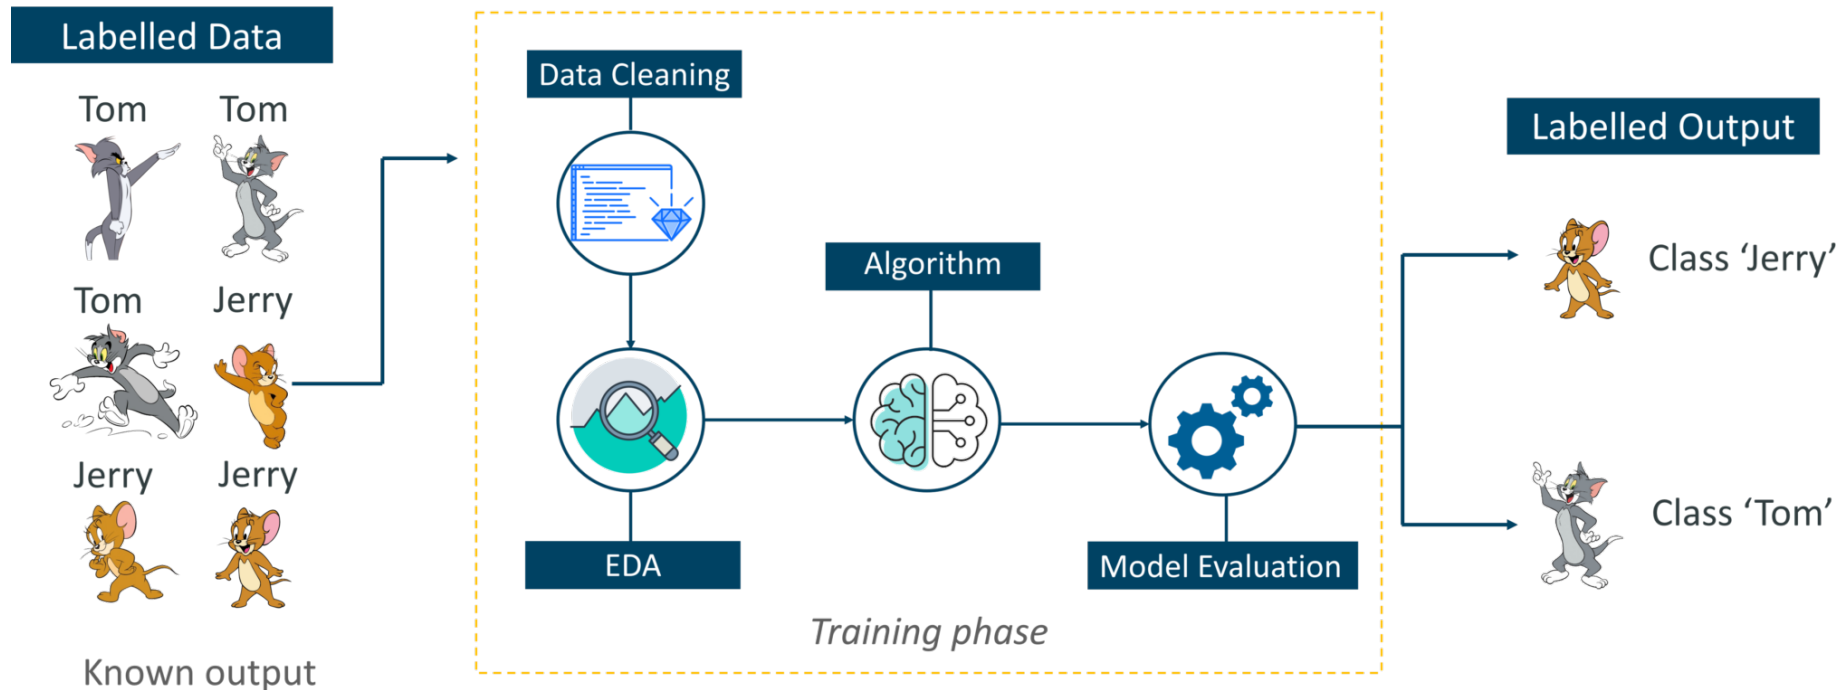 Labelled Data
Tom
Tom
Tom
Jerry
Jerry
Jerry
Known output
Data Cleaning
EDA
Algorithm
Model Evaluation
Training phase
Labelled Output
Class ‘Jerry’
Class ‘Tom’